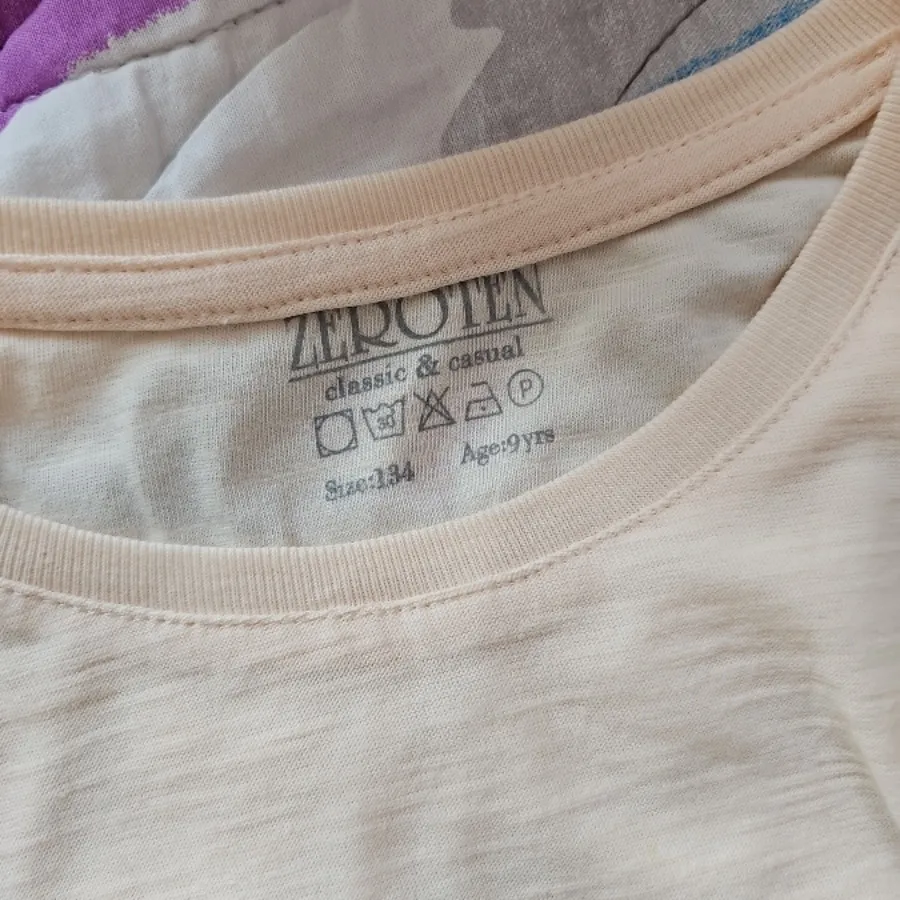 ZEROTEN
classic & casual
30 P
Size:134 Age:9yrs